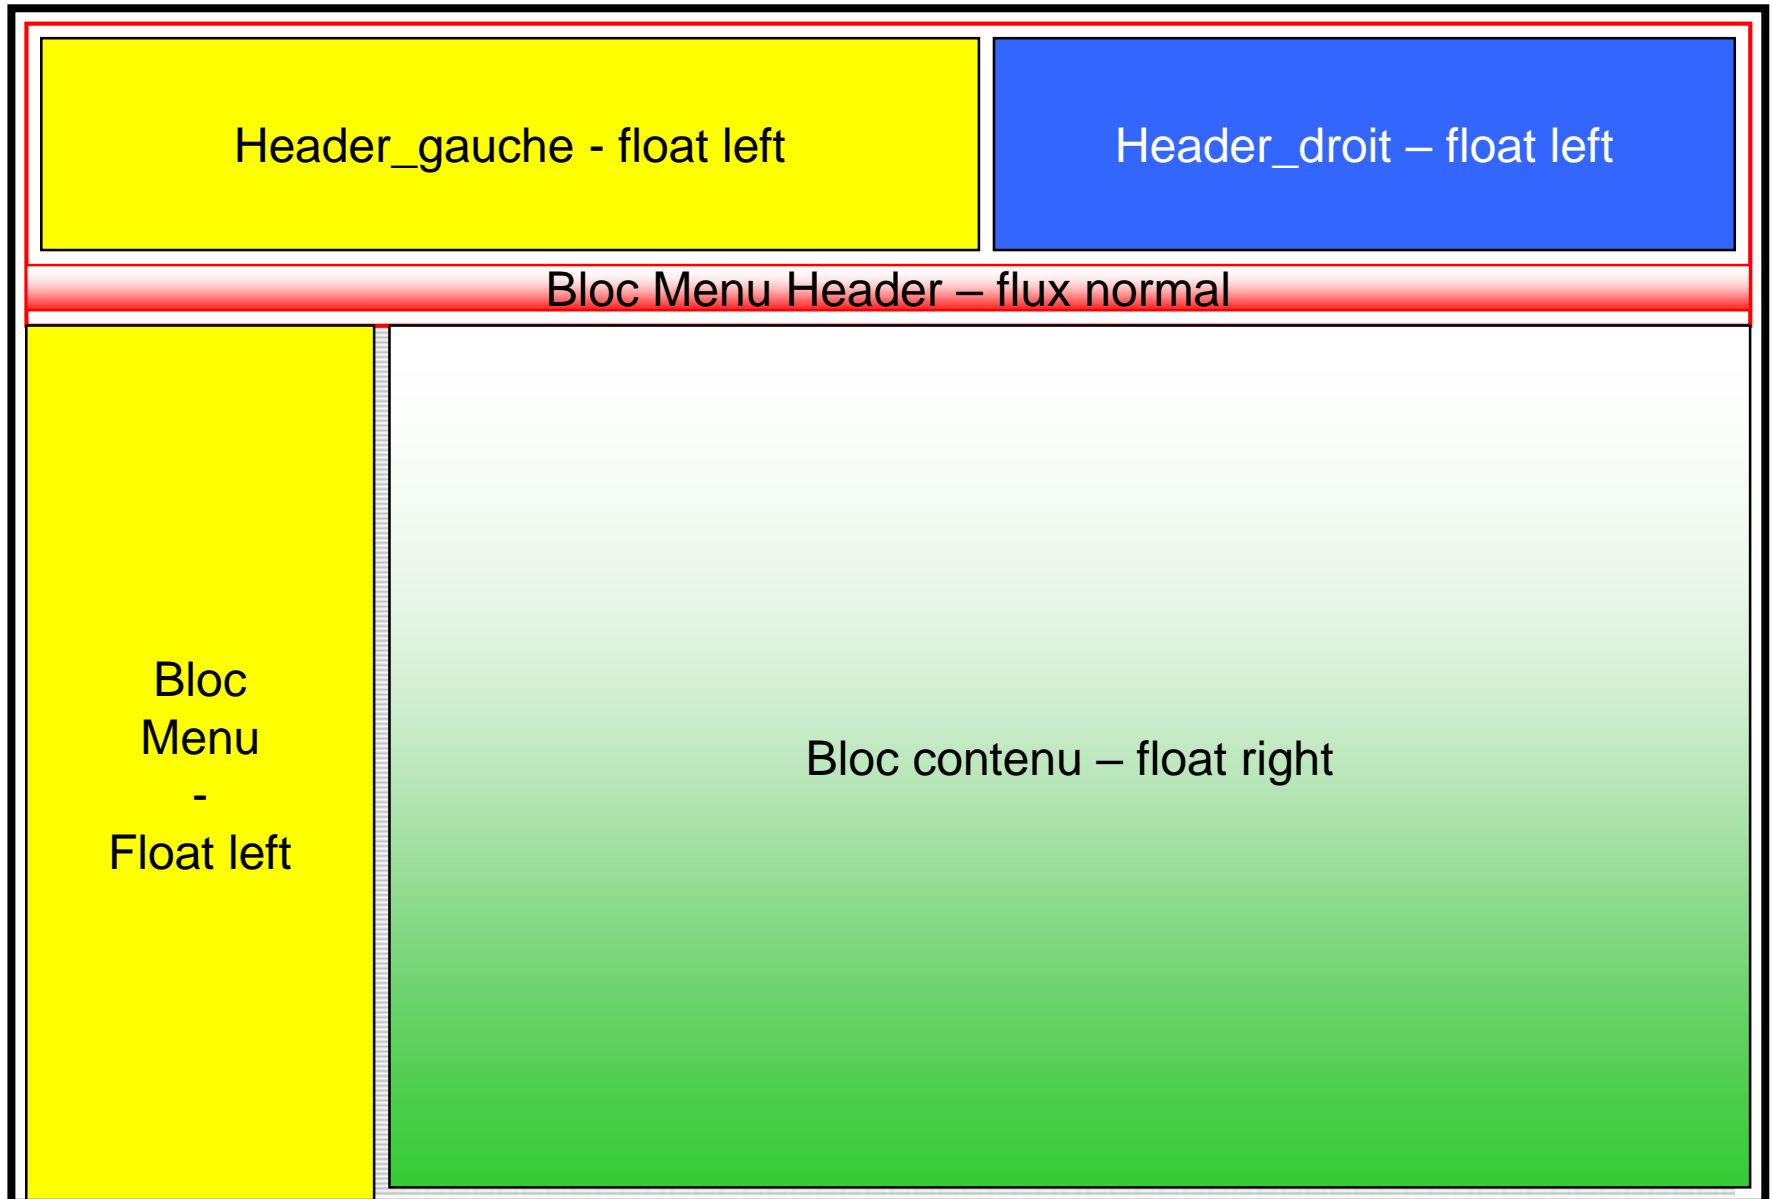 Header_gauche - float left
Header_droit – float left
Bloc Menu Header – flux normal
Bloc
Menu
-
Float left
Bloc contenu – float right